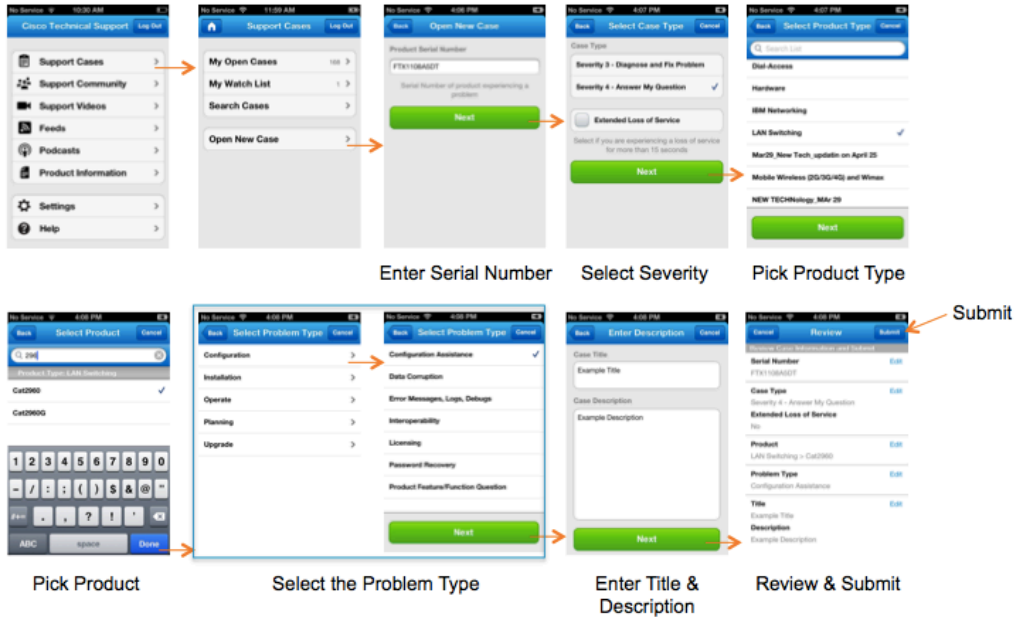 No Service 10:30 AM
Cisco Technical Support Log Out
Support Cases
Support Community
Support Videos
Feeds
Podcasts
Product Information
Settings
Help
No Service 11:59 AM
Support Cases Log Out
My Open Cases 168
My Watch List 1
Search Cases
Open New Case
No Service 4:06 PM
Back Open New Case
Product Serial Number
FTX1108A5DT
Serial Number of product experiencing a
problem
Next
Enter Serial Number
No Service 4:07 PM
Back Select Case Type Cancel
Case Type
Severity 3 - Diagnose and Fix Problem
Severity 4 - Answer My Question
Extended Loss of Service
Select if you are experiencing a loss of service
for more than 15 seconds
Next
Select Severity
No Service 4:07 PM
Back Select Product Type Cancel
Search List
Dial-Access
Hardware
IBM Networking
LAN Switching
Mar29_New Tech_updatin on April 25
Mobile Wireless (2G/3G/4G) and Wimax
NEW TECHNology_MAr 29
Next
Pick Product Type
No Service 4:08 PM
Back Select Product Cancel
296
Product Type: LAN Switching
Cat2960
Cat2960G
1 2 3 4 5 6 7 8 9 0
- / : ; ( ) $ & @ "
#+= . , ? ! '
ABC space Done
Pick Product
No Service 4:08 PM
Back Select Problem Type Cancel
Configuration
Installation
Operate
Planning
Upgrade
No Service 4:08 PM
Back Select Problem Type Cancel
Configuration Assistance
Data Corruption
Error Messages, Logs, Debugs
Interoperability
Licensing
Password Recovery
Product Feature/Function Question
Next
Select the Problem Type
No Service 4:08 PM
Back Enter Description Cancel
Case Title
Example Title
Case Description
Example Description
Next
Enter Title &
Description
No Service 4:08 PM
Cancel Review Submit
Submit
Review Case Information and Submit
Serial Number Edit
FTX1108A5DT
Case Type Edit
Severity 4 - Answer My Question
Extended Loss of Service
No
Product Edit
LAN Switching > Cat2960
Problem Type Edit
Configuration Assistance
Title Edit
Example Title
Description
Example Description
Review & Submit